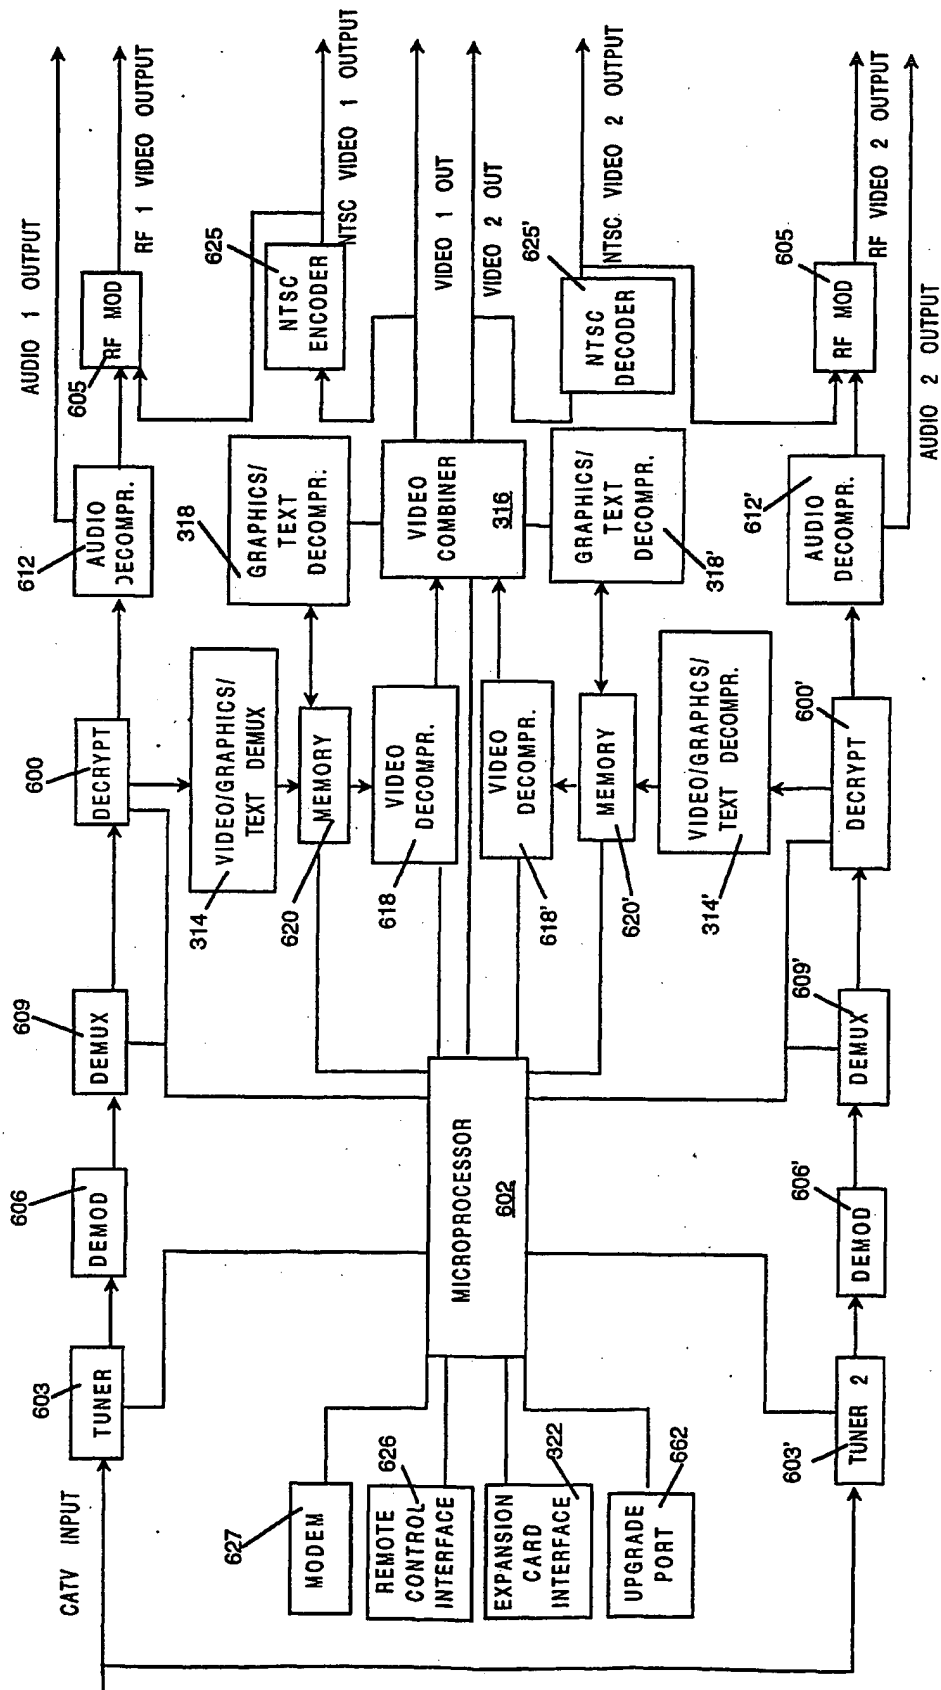 CATV INPUT
603
TUNER
606
DEMOD
609
DEMUX
600
DECRYPT
612
AUDIO
DECOMPR.
605
RF MOD
AUDIO 1 OUTPUT
RF 1 VIDEO OUTPUT
314
VIDEO/GRAPHICS/
TEXT DEMUX
318
GRAPHICS/
TEXT
DECOMPR.
625
NTSC
ENCODER
NTSC VIDEO 1 OUTPUT
627
MODEM
620
MEMORY
626
REMOTE
CONTROL
INTERFACE
618
VIDEO
DECOMPR.
VIDEO 1 OUT
MICROPROCESSOR
602
VIDEO
COMBINER
316
VIDEO 2 OUT
322
EXPANSION
CARD
INTERFACE
618'
VIDEO
DECOMPR.
625'
NTSC
DECODER
NTSC VIDEO 2 OUTPUT
662
UPGRADE
PORT
620'
MEMORY
GRAPHICS/
TEXT
DECOMPR.
318'
314'
VIDEO/GRAPHCS/
TEXT DECOMPR.
603'
TUNER 2
606'
DEMOD
609'
DEMUX
600'
DECRYPT
612'
AUDIO
DECOMPR.
605
RF MOD
RF VIDEO 2 OUTPUT
AUDIO 2 OUTPUT